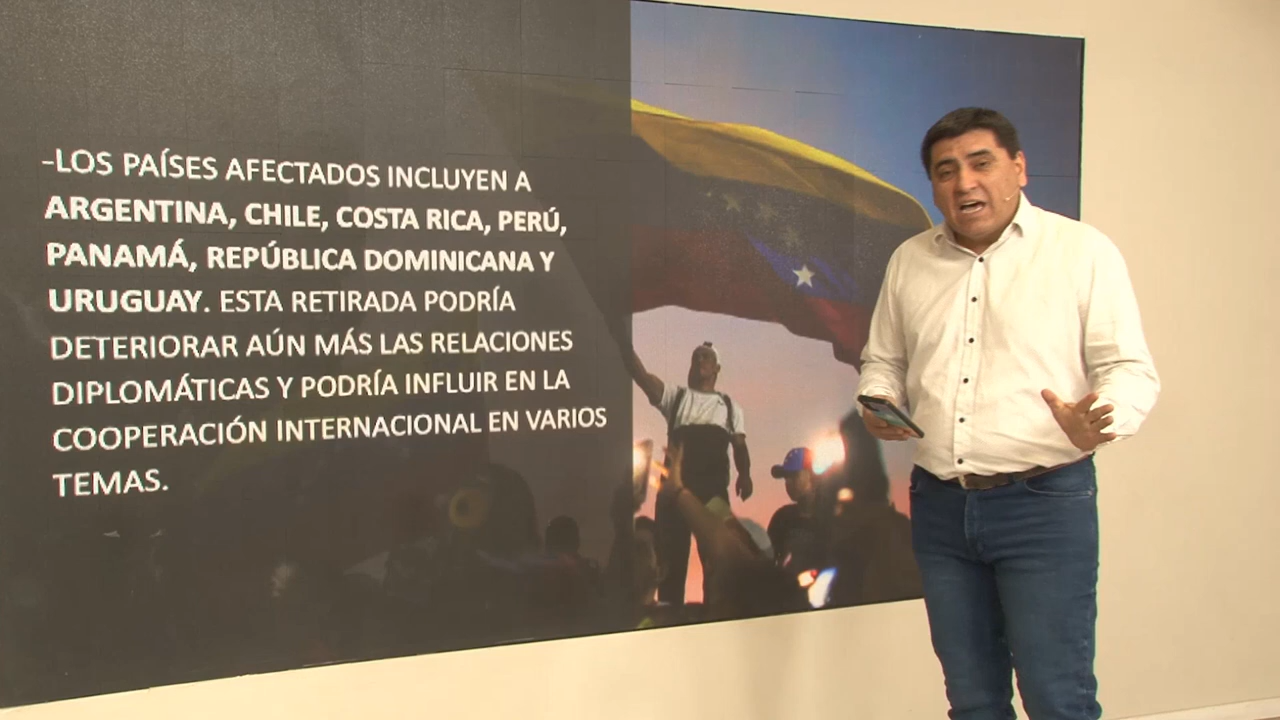 -LOS PAÍSES AFECTADOS INCLUYEN A
ARGENTINA, CHILE, COSTA RICA, PERÚ,
PANAMÁ, REPÚBLICA DOMINICANA Y
URUGUAY. ESTA RETIRADA PODRÍA
DETERIORAR AÚN MÁS LAS RELACIONES
DIPLOMÁTICAS Y PODRÍA INFLUIR EN LA
COOPERACIÓN INTERNACIONAL EN VARIOS
TEMAS.